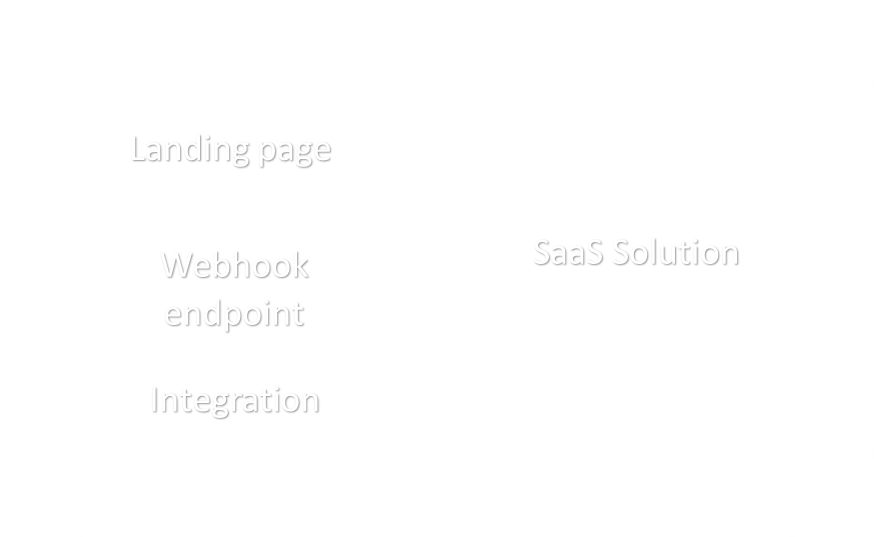 Landing page
Webhook
endpoint
Integration
SaaS Solution